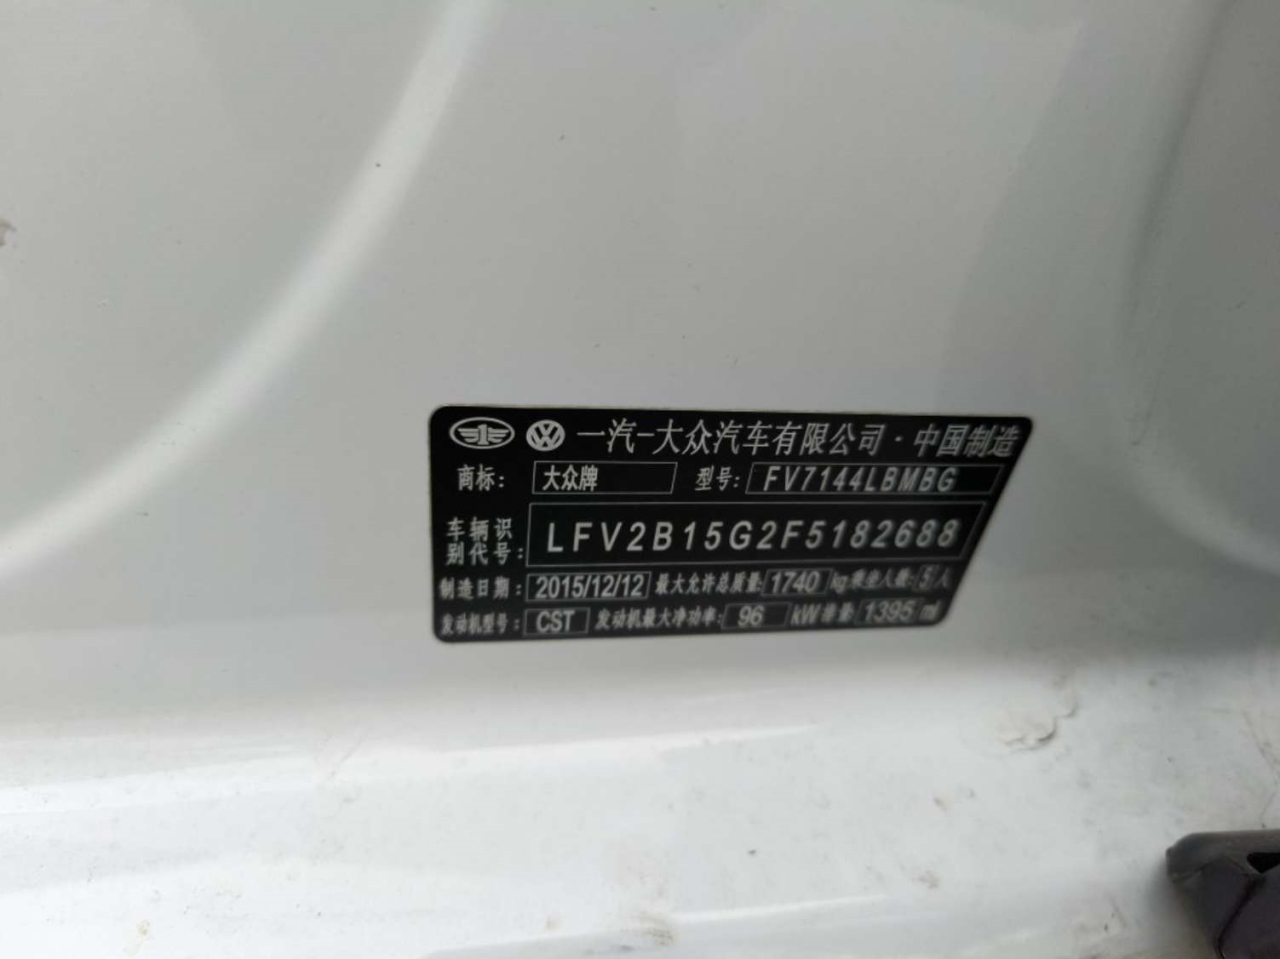 一汽-大众汽车有限公司·中国制造
商标: 大众牌 型号: FV7144LBMBG
车辆识别代号: LFV2B15G2F5182688
制造日期: 2015/12/12 最大允许总质量: 1740 kg 乘坐人数: 5 人
发动机型号: CST 发动机最大净功率: 96 kW 排量: 1395 ml